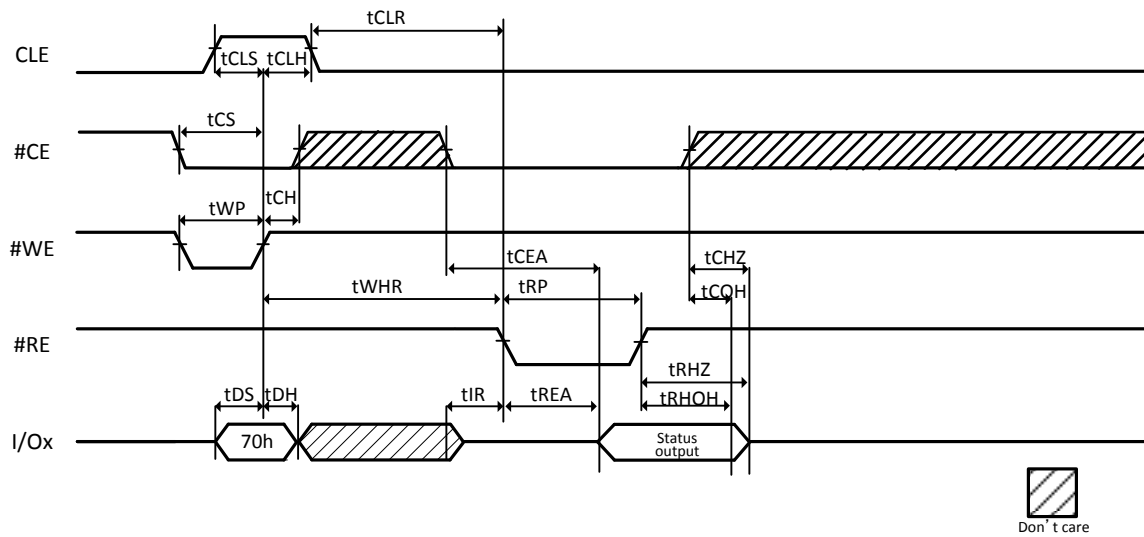 tCLR
CLE
tCLS
tCLH
tCS
#CE
tCH
tWP
#WE
tCEA
tCHZ
tWHR
tRP
tCOH
#RE
tRHZ
tDS
tDH
tIR
tREA
tRHOH
I/Ox
70h
Status
output
Don’t care